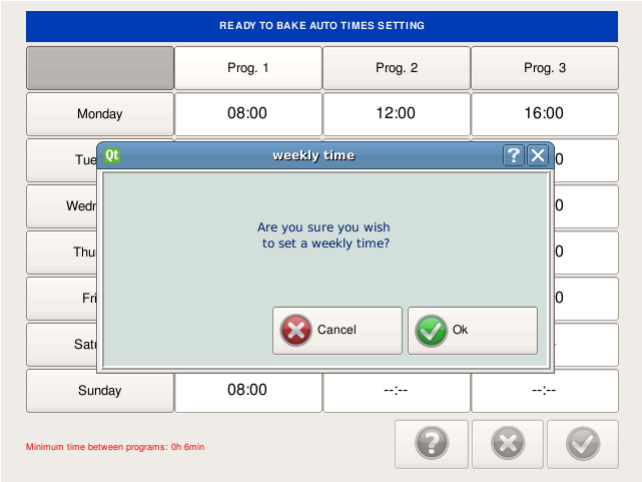 READY TO BAKE AUTO TIMES SETTING
Prog. 1 Prog. 2 Prog. 3
Monday 08:00 12:00 16:00
Qt weekly time ? X
Are you sure you wish
to set a weekly time?
Cancel Ok
Sunday 08:00 --:-- --:--
Minimum time between programs: 0h 6min
?